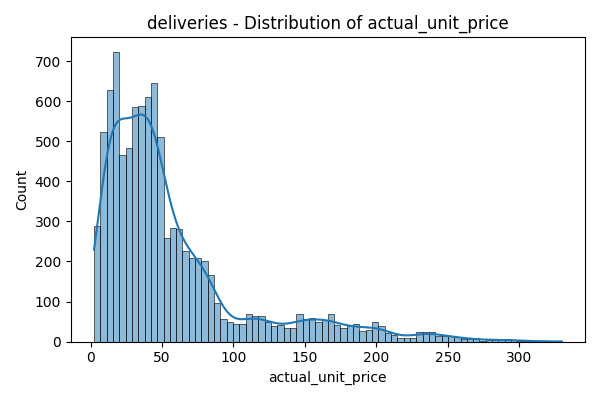 deliveries - Distribution of actual_unit_price
700
600
500
400
300
200
100
0
Count
0 50 100 150 200 250 300
actual_unit_price